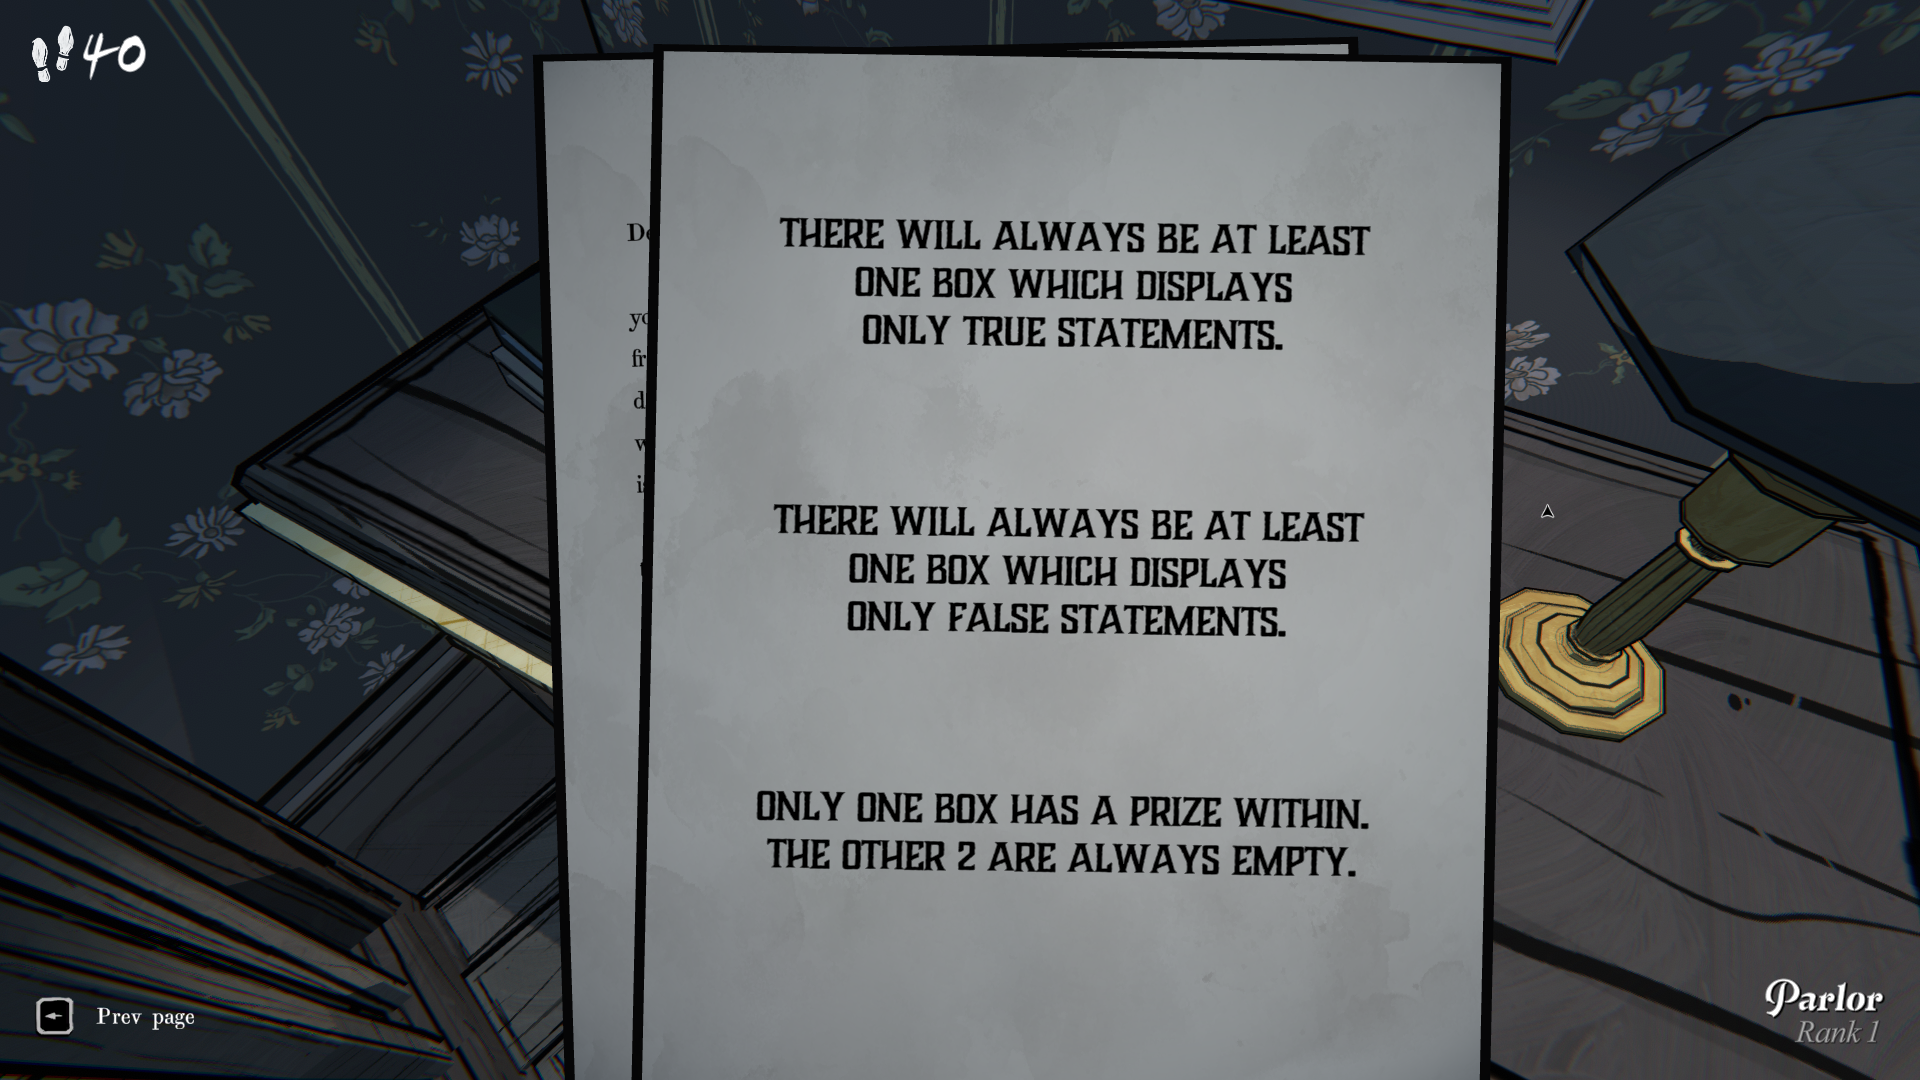 40
THERE WILL ALWAYS BE AT LEAST
ONE BOX WHICH DISPLAYS
ONLY TRUE STATEMENTS.
THERE WILL ALWAYS BE AT LEAST
ONE BOX WHICH DISPLAYS
ONLY FALSE STATEMENTS.
ONLY ONE BOX HAS A PRIZE WITHIN.
THE OTHER 2 ARE ALWAYS EMPTY.
Prev page
Parlor
Rank 1